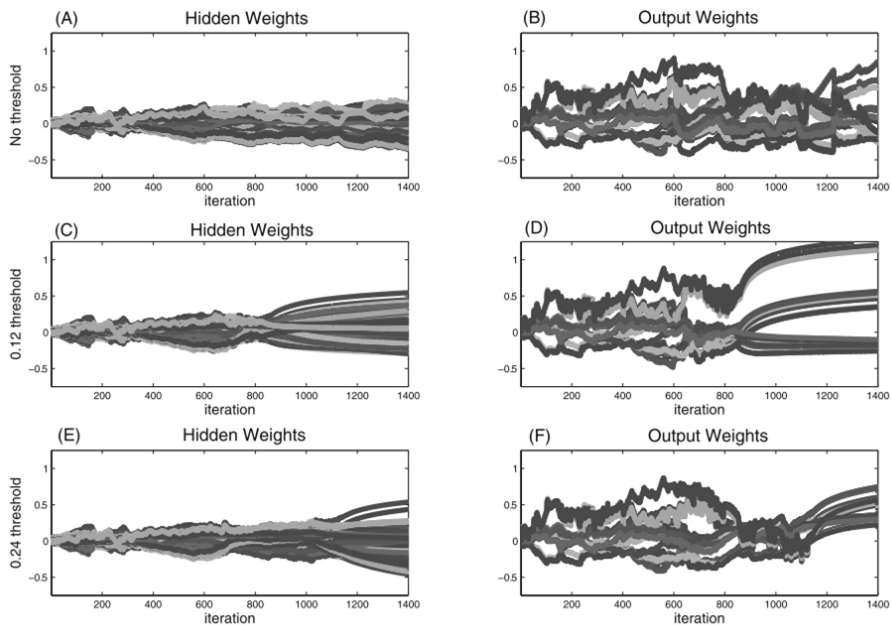 (A) Hidden Weights
No threshold
1
0.5
0
−0.5
200 400 600 800 1000 1200 1400
iteration
(B) Output Weights
1
0.5
0
−0.5
200 400 600 800 1000 1200 1400
iteration
(C) Hidden Weights
0.12 threshold
1
0.5
0
−0.5
200 400 600 800 1000 1200 1400
iteration
(D) Output Weights
1
0.5
0
−0.5
200 400 600 800 1000 1200 1400
iteration
(E) Hidden Weights
0.24 threshold
1
0.5
0
−0.5
200 400 600 800 1000 1200 1400
iteration
(F) Output Weights
1
0.5
0
−0.5
200 400 600 800 1000 1200 1400
iteration